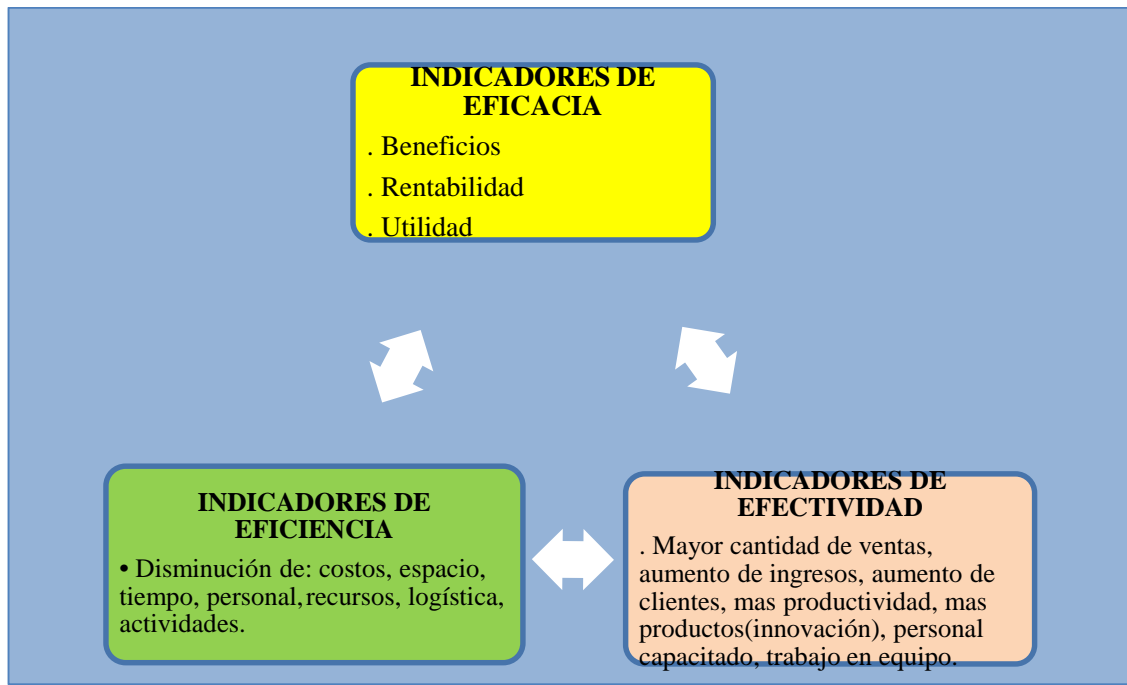 INDICADORES DE
EFICACIA
. Beneficios
. Rentabilidad
. Utilidad
INDICADORES DE
EFICIENCIA
• Disminución de: costos, espacio,
tiempo, personal, recursos, logística,
actividades.
INDICADORES DE
EFECTIVIDAD
. Mayor cantidad de ventas,
aumento de ingresos, aumento de
clientes, mas productividad, mas
productos(innovación), personal
capacitado, trabajo en equipo.